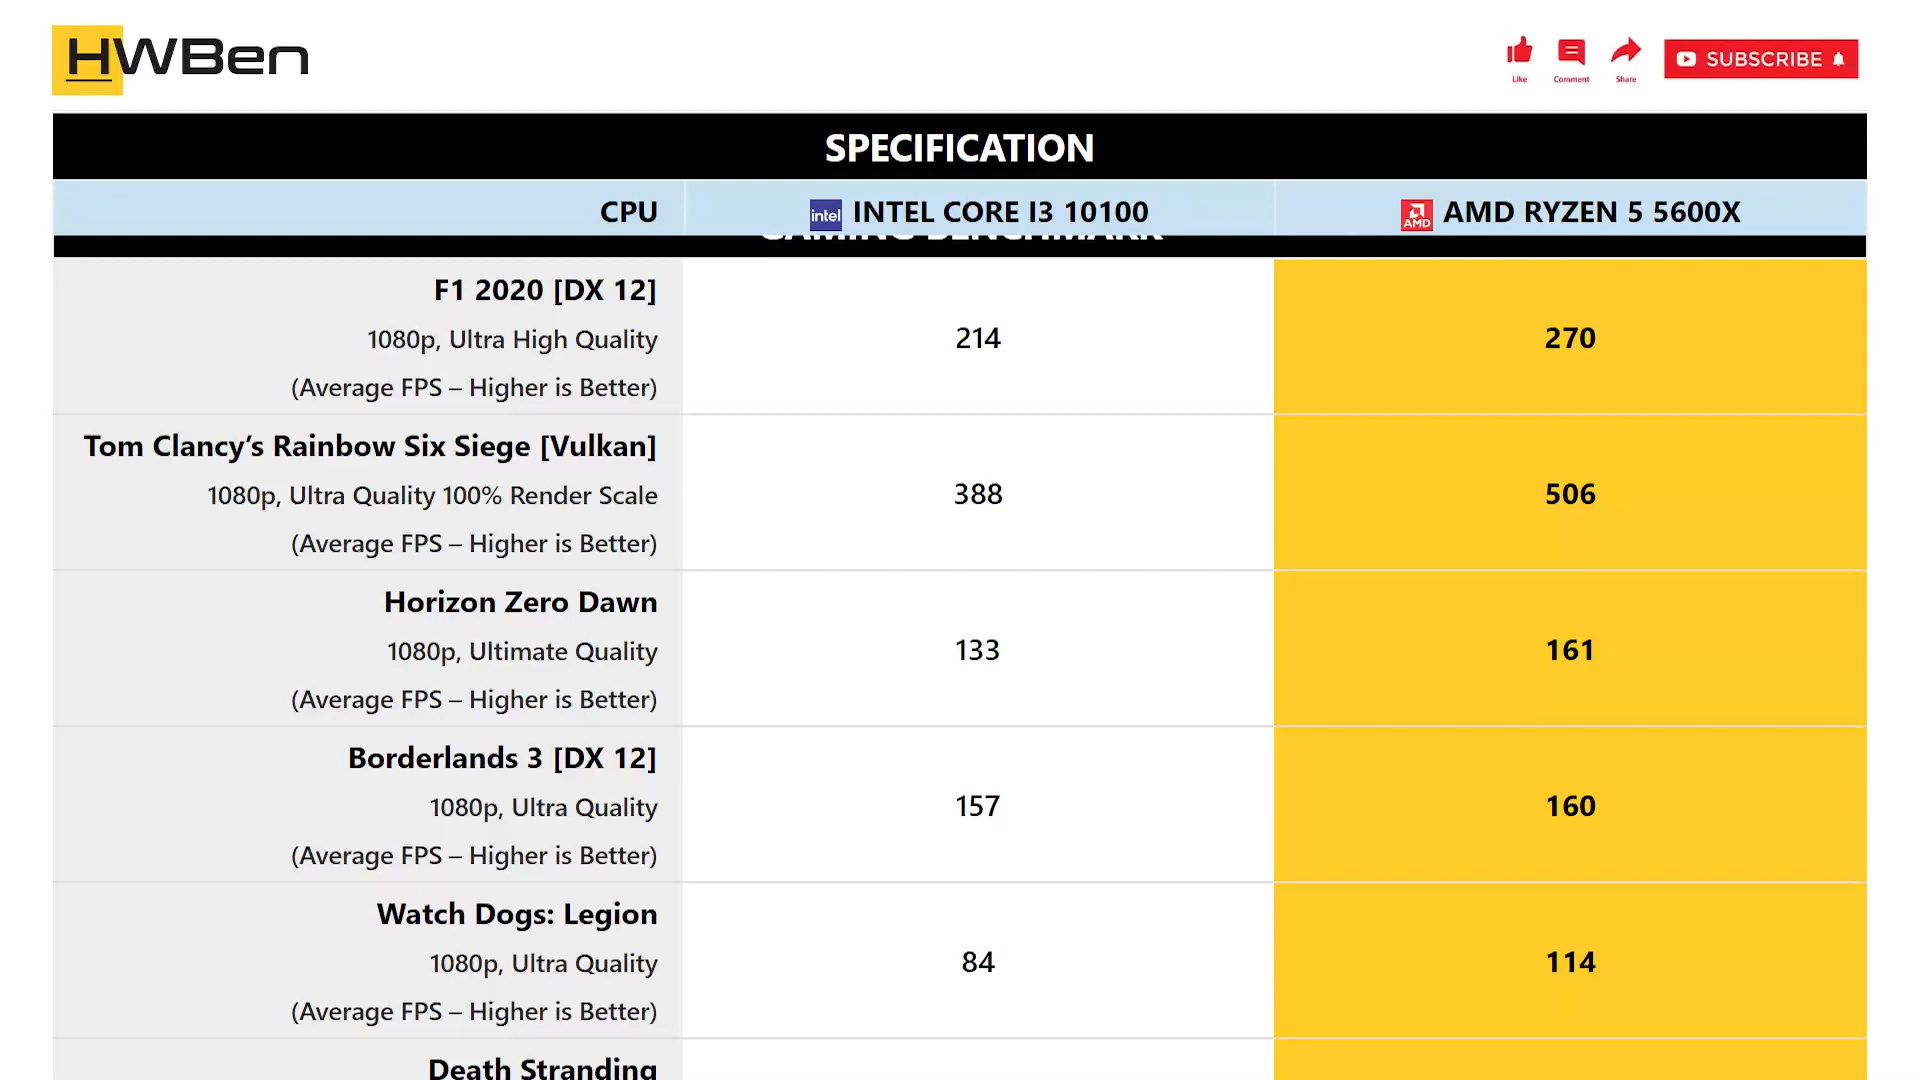 HWBen
Like
Comment
Share
SUBSCRIBE
SPECIFICATION
CPU
intel INTEL CORE I3 10100
AMD AMD RYZEN 5 5600X
GAMING BENCHMARK
F1 2020 [DX 12]
1080p, Ultra High Quality
(Average FPS – Higher is Better)
214
270
Tom Clancy’s Rainbow Six Siege [Vulkan]
1080p, Ultra Quality 100% Render Scale
(Average FPS – Higher is Better)
388
506
Horizon Zero Dawn
1080p, Ultimate Quality
(Average FPS – Higher is Better)
133
161
Borderlands 3 [DX 12]
1080p, Ultra Quality
(Average FPS – Higher is Better)
157
160
Watch Dogs: Legion
1080p, Ultra Quality
(Average FPS – Higher is Better)
84
114
Death Stranding